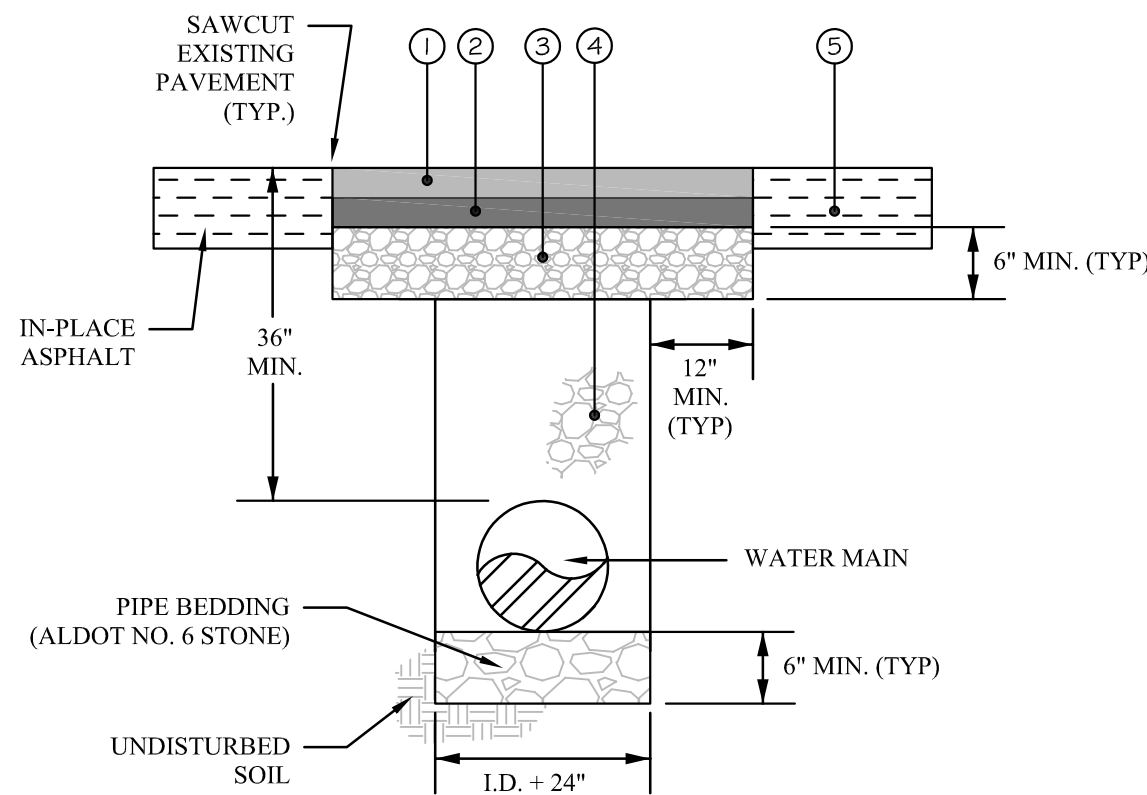 SAWCUT
EXISTING
PAVEMENT
(TYP.)
1
2
3
4
5
IN-PLACE
ASPHALT
36"
MIN.
6" MIN. (TYP)
12"
MIN.
(TYP)
WATER MAIN
PIPE BEDDING
(ALDOT NO. 6 STONE)
6" MIN. (TYP)
UNDISTURBED
SOIL
I.D. + 24"